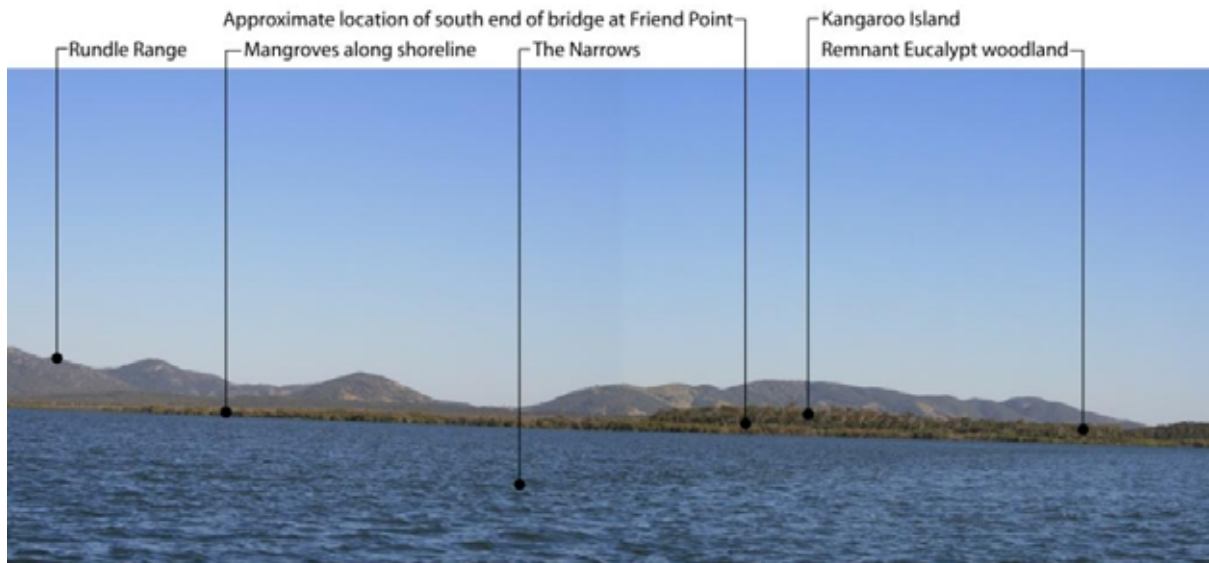 Approximate location of south end of bridge at Friend Point
Kangaroo Island
Rundle Range
Mangroves along shoreline
The Narrows
Remnant Eucalypt woodland